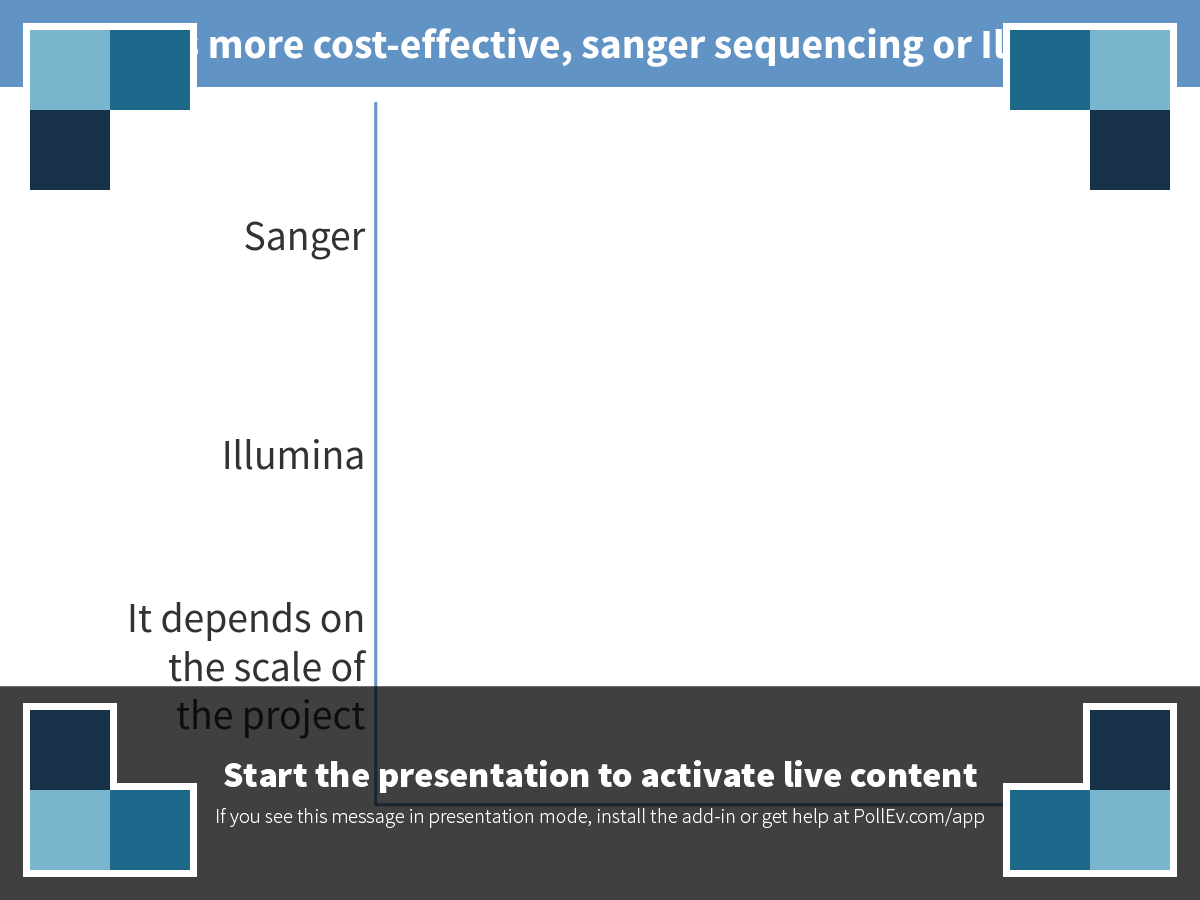 more cost-effective, sanger sequencing or
Sanger
Illumina
It depends on
the scale of
the project
Start the presentation to activate live content
If you see this message in presentation mode, install the add-in or get help at PollEv.com/app